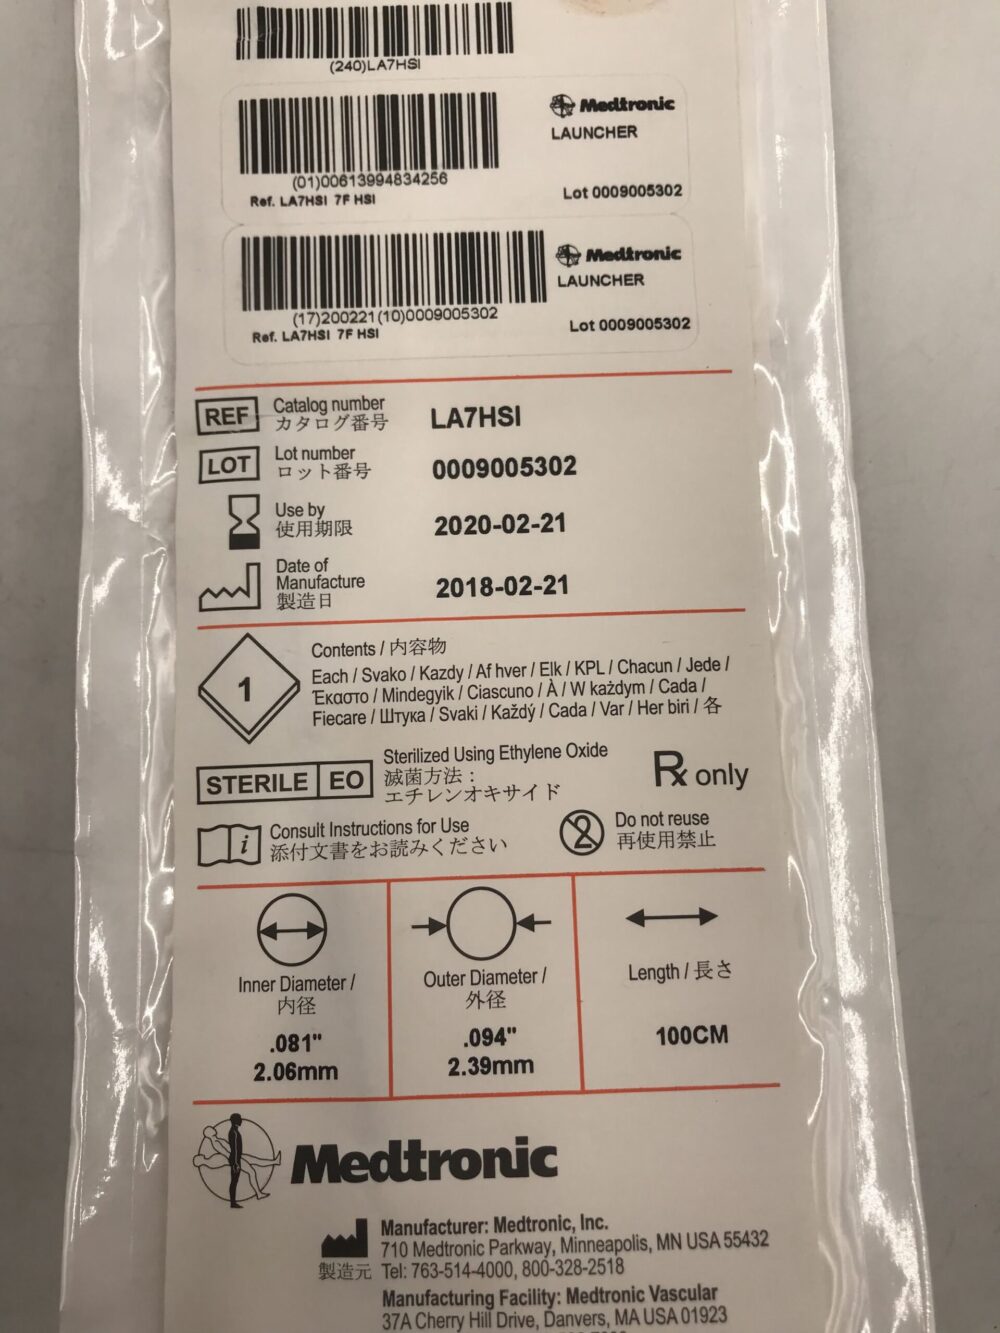 (240)LA7HSI
Medtronic
LAUNCHER
(01)00613994834256
Ref. LA7HSI 7F HSI
Lot 0009005302
Medtronic
LAUNCHER
(17)200221(10)0009005302
Ref. LA7HSI 7F HSI
Lot 0009005302
REF Catalog number LA7HSI
カタログ番号
LOT Lot number 0009005302
ロット番号
Use by 2020-02-21
使用期限
Date of
Manufacture 2018-02-21
製造日
1
Contents / 内容物
Each / Svako / Kazdy / Af hver / Elk / KPL / Chacun / Jede /
Έκαστο / Mindegyik / Ciascuno / À / W każdym / Cada /
Fiecare / Штука / Svaki / Každý / Cada / Var / Her biri / 各
STERILE EO
Sterilized Using Ethylene Oxide
滅菌方法：
エチレンオキサイド
Rx only
i
Consult Instructions for Use
添付文書をお読みください
2
Do not reuse
再使用禁止
Inner Diameter /
内径
.081"
2.06mm
Outer Diameter /
外径
.094"
2.39mm
Length / 長さ
100CM
Medtronic
製造元
Manufacturer: Medtronic, Inc.
710 Medtronic Parkway, Minneapolis, MN USA 55432
Tel: 763-514-4000, 800-328-2518
Manufacturing Facility: Medtronic Vascular
37A Cherry Hill Drive, Danvers, MA USA 01923